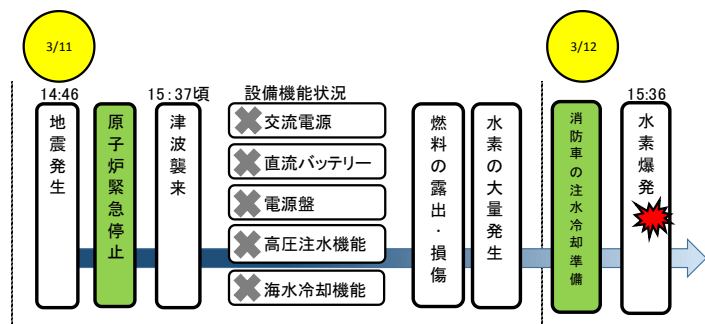 3/11
3/12
14:46
15:37頃
設備機能状況
15:36
地震発生
原子炉緊急停止
津波襲来
交流電源
直流バッテリー
電源盤
高圧注水機能
海水冷却機能
燃料の露出・損傷
水素の大量発生
消防車の注水冷却準備
水素爆発